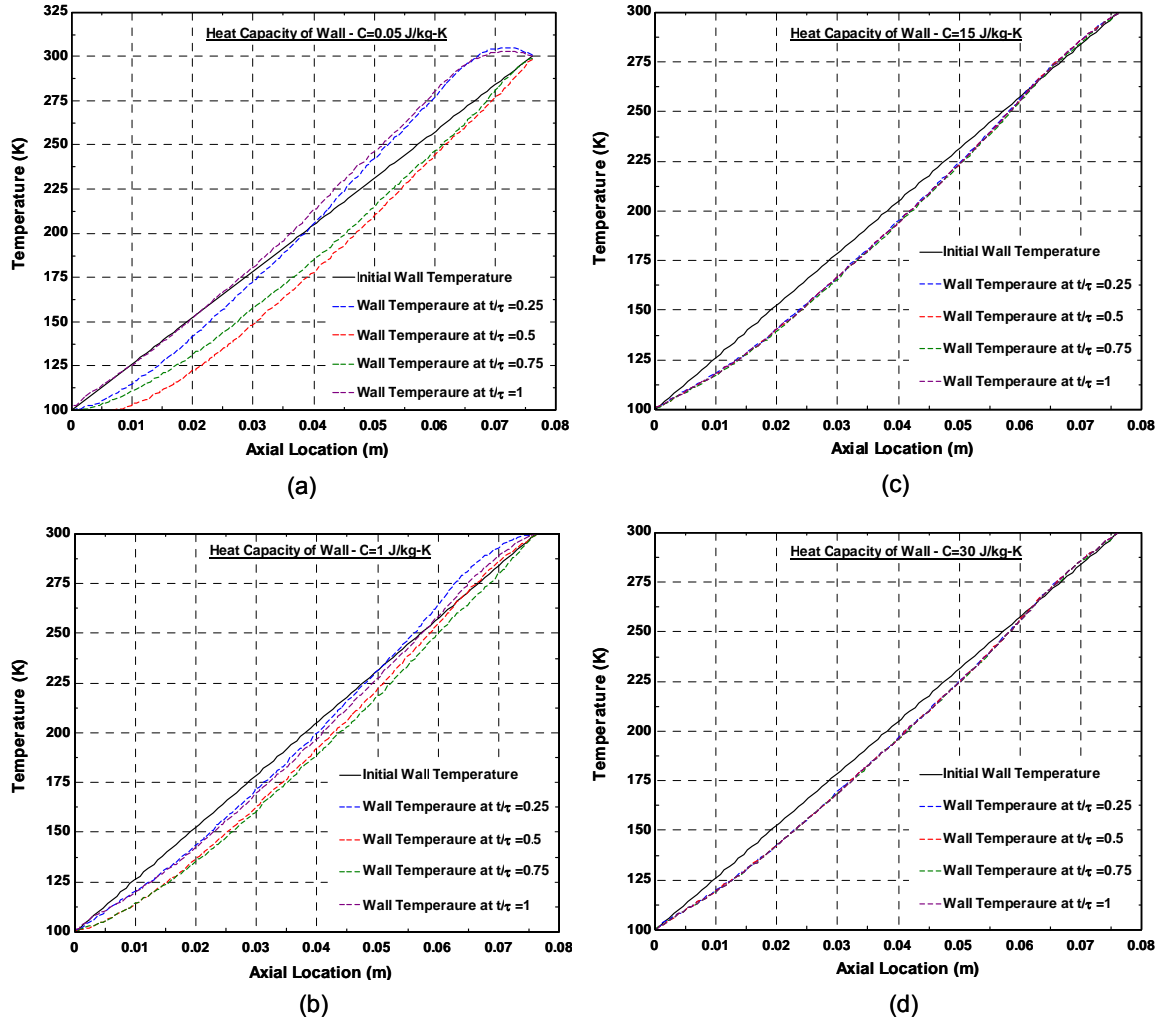 Heat Capacity of Wall - C=0.05 J/kg-K
Temperature (K)
300
275
250
225
200
175
150
125
100
Initial Wall Temperature
Wall Temperaure at t/τ =0.25
Wall Temperaure at t/τ =0.5
Wall Temperaure at t/τ =0.75
Wall Temperaure at t/τ =1
0 0.01 0.02 0.03 0.04 0.05 0.06 0.07 0.08
Axial Location (m)
(a)
Heat Capacity of Wall - C=15 J/kg-K
Temperature (K)
300
275
250
225
200
175
150
125
100
Initial Wall Temperature
Wall Temperaure at t/τ =0.25
Wall Temperaure at t/τ =0.5
Wall Temperaure at t/τ =0.75
Wall Temperaure at t/τ =1
0 0.01 0.02 0.03 0.04 0.05 0.06 0.07 0.08
Axial Location (m)
(c)
Heat Capacity of Wall - C=1 J/kg-K
Temperature (K)
300
275
250
225
200
175
150
125
100
Initial Wall Temperature
Wall Temperaure at t/τ =0.25
Wall Temperaure at t/τ =0.5
Wall Temperaure at t/τ =0.75
Wall Temperaure at t/τ =1
0 0.01 0.02 0.03 0.04 0.05 0.06 0.07 0.08
Axial Location (m)
(b)
Heat Capacity of Wall - C=30 J/kg-K
Temperature (K)
300
275
250
225
200
175
150
125
100
Initial Wall Temperature
Wall Temperaure at t/τ =0.25
Wall Temperaure at t/τ =0.5
Wall Temperaure at t/τ =0.75
Wall Temperaure at t/τ =1
0 0.01 0.02 0.03 0.04 0.05 0.06 0.07 0.08
Axial Location (m)
(d)